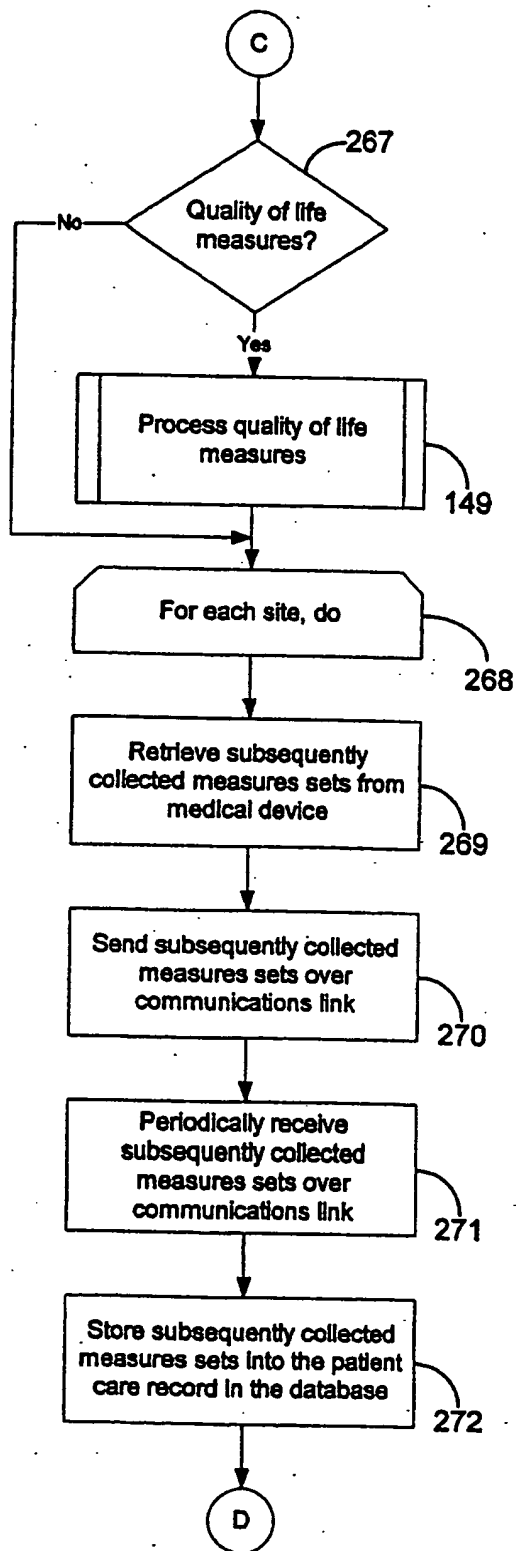 C
267
Quality of life
measures?
No
Yes
Process quality of life
measures
149
For each site, do
268
Retrieve subsequently
collected measures sets from
medical device
269
Send subsequently collected
measures sets over
communications link
270
Periodically receive
subsequently collected
measures sets over
communications link
271
Store subsequently collected
measures sets into the patient
care record in the database
272
D